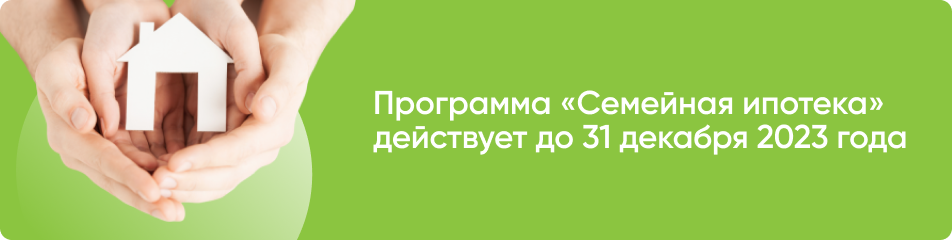 Программа «Семейная ипотека»
действует до 31 декабря 2023 года